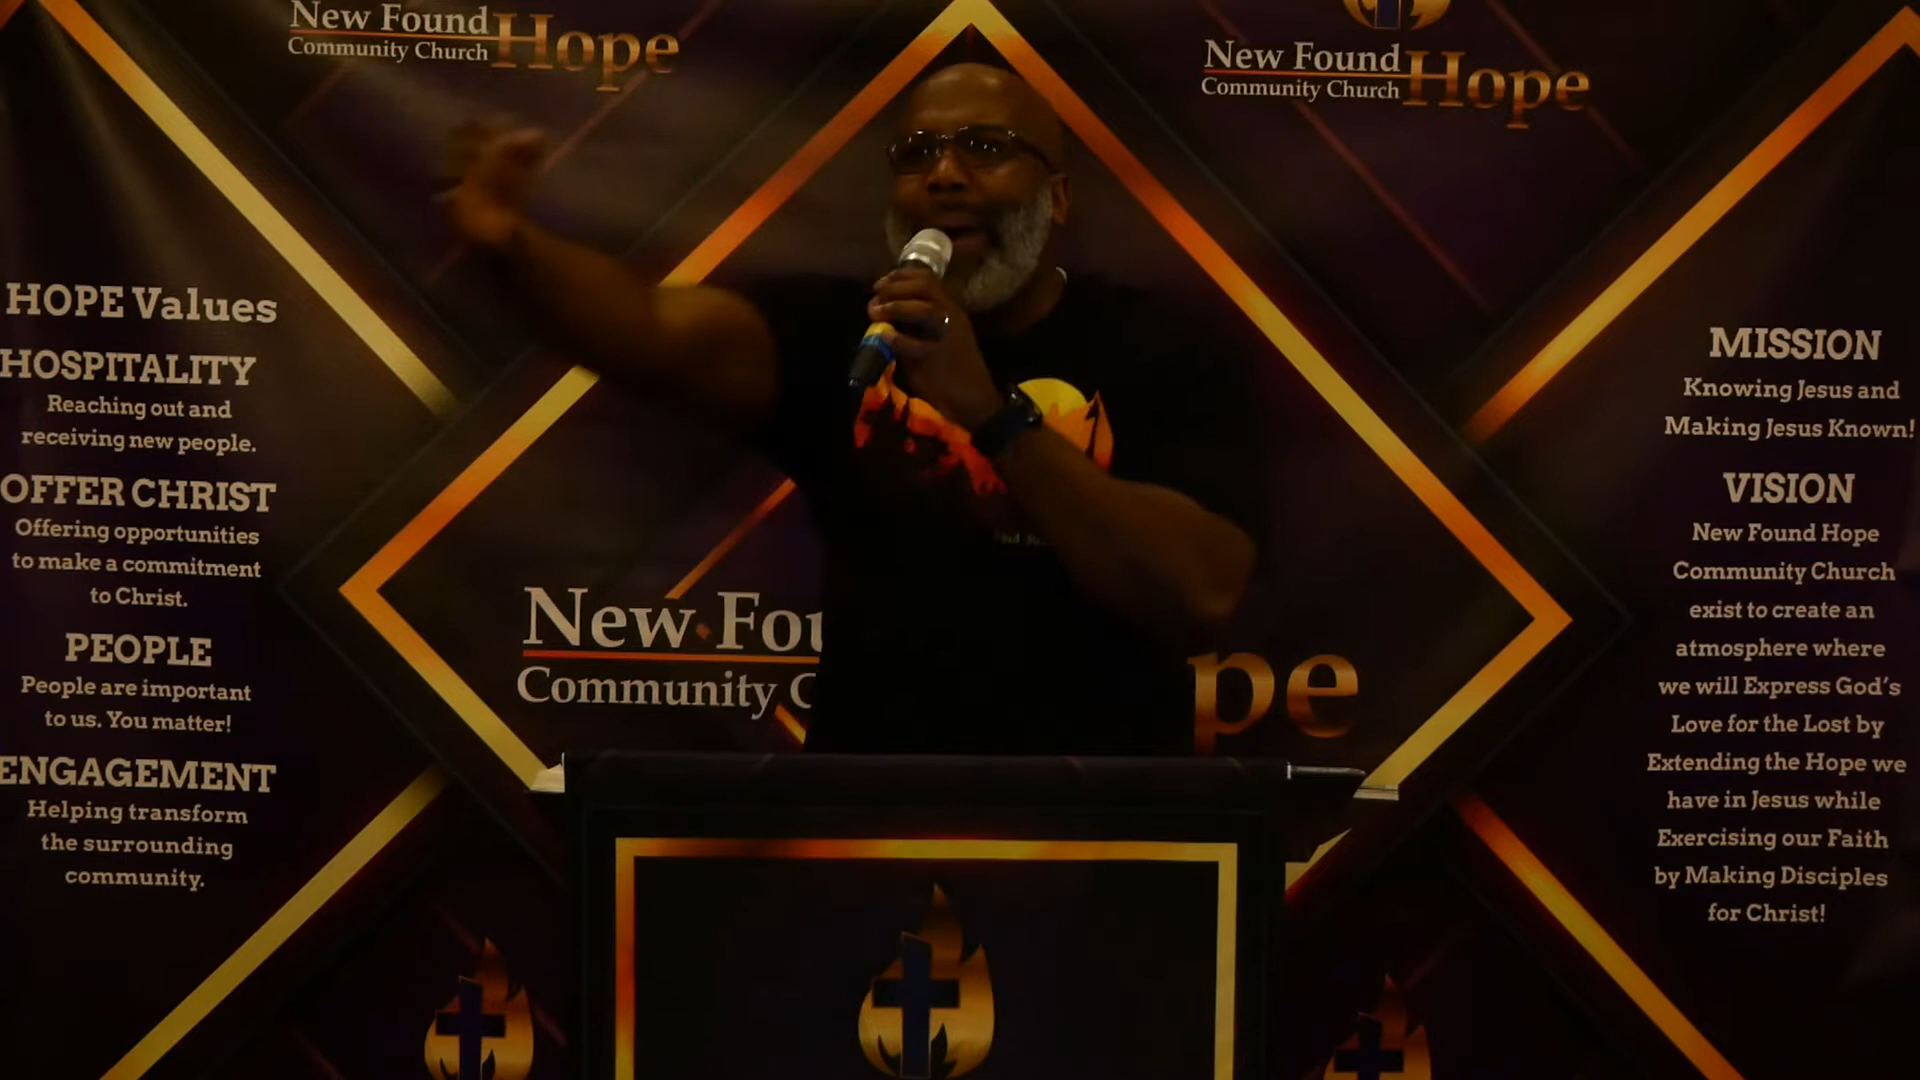 New Found
Community Church
Hope
New Found
Community Church
Hope
HOPE Values
HOSPITALITY
Reaching out and
receiving new people.
OFFER CHRIST
Offering opportunities
to make a commitment
to Christ.
PEOPLE
People are important
to us. You matter!
ENGAGEMENT
Helping transform
the surrounding
community.
New Fou
Community C
pe
MISSION
Knowing Jesus and
Making Jesus Known!
VISION
New Found Hope
Community Church
exist to create an
atmosphere where
we will Express God's
Love for the Lost by
Extending the Hope we
have in Jesus while
Exercising our Faith
by Making Disciples
for Christ!